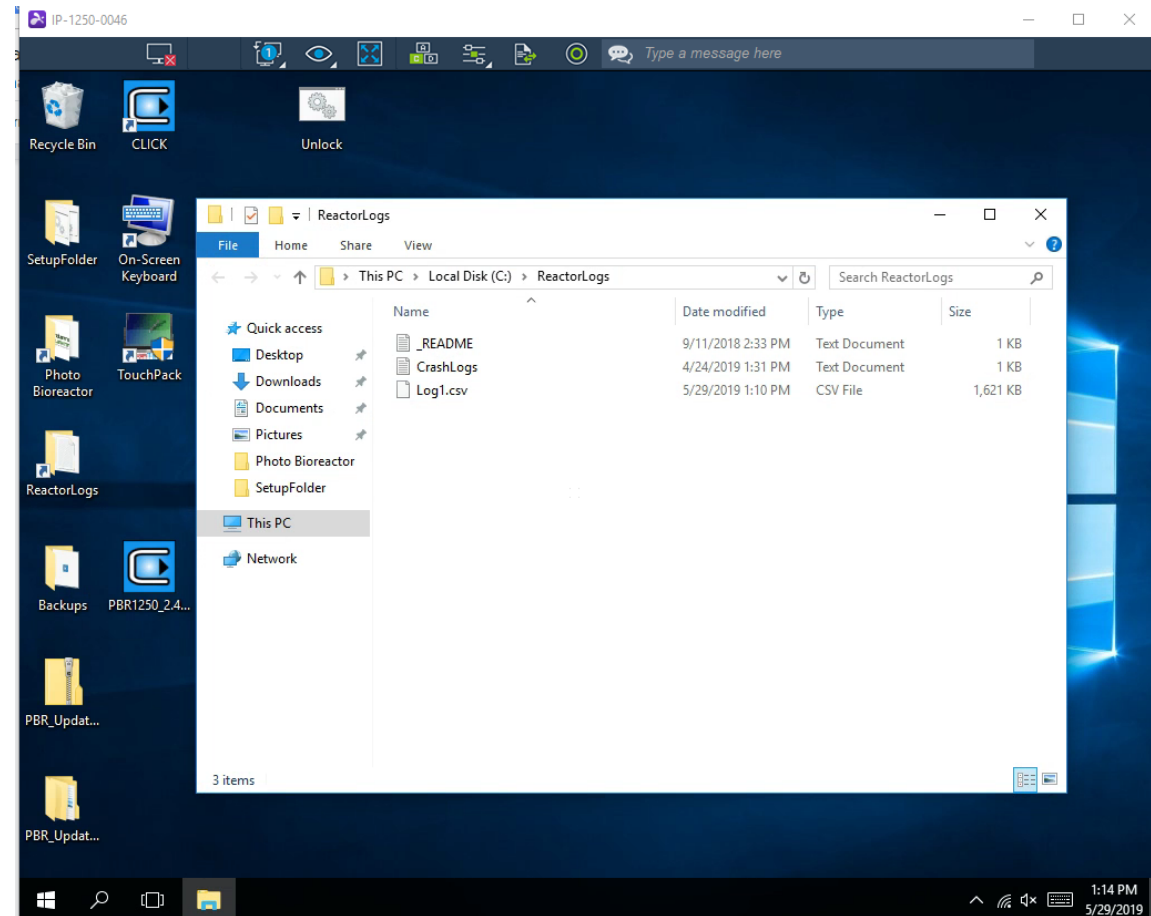 IP-1250-0046
Type a message here
Recycle Bin
CLICK
Unlock
SetupFolder
On-Screen
Keyboard
Photo
Bioreactor
TouchPack
ReactorLogs
Backups
PBR1250_2.4...
PBR_Updat...
PBR_Updat...
ReactorLogs
File Home Share View
This PC > Local Disk (C:) > ReactorLogs
Search ReactorLogs
Name Date modified Type Size
_README 9/11/2018 2:33 PM Text Document 1 KB
CrashLogs 4/24/2019 1:31 PM Text Document 1 KB
Log1.csv 5/29/2019 1:10 PM CSV File 1,621 KB
Quick access
Desktop
Downloads
Documents
Pictures
Photo Bioreactor
SetupFolder
This PC
Network
3 items
1:14 PM
5/29/2019